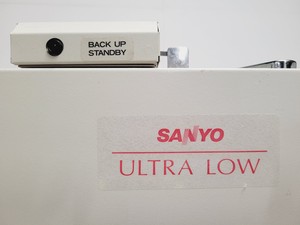 BACK UP
STANDBY
SANYO
ULTRA LOW